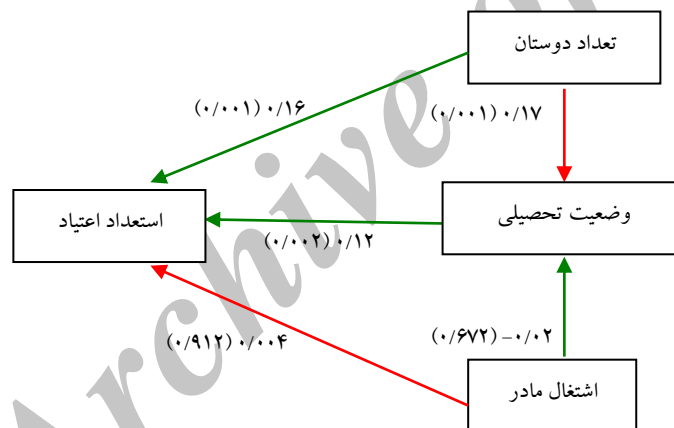 تعداد دوستان
۰/۱۶ (۰/۰۰۱)
۰/۱۷ (۰/۰۰۱)
وضعیت تحصیلی
استعداد اعتیاد
۰/۱۲ (۰/۰۰۲)
-۰/۰۲ (۰/۶۷۲)
۰/۰۰۴ (۰/۹۱۲)
اشتغال مادر
Archive